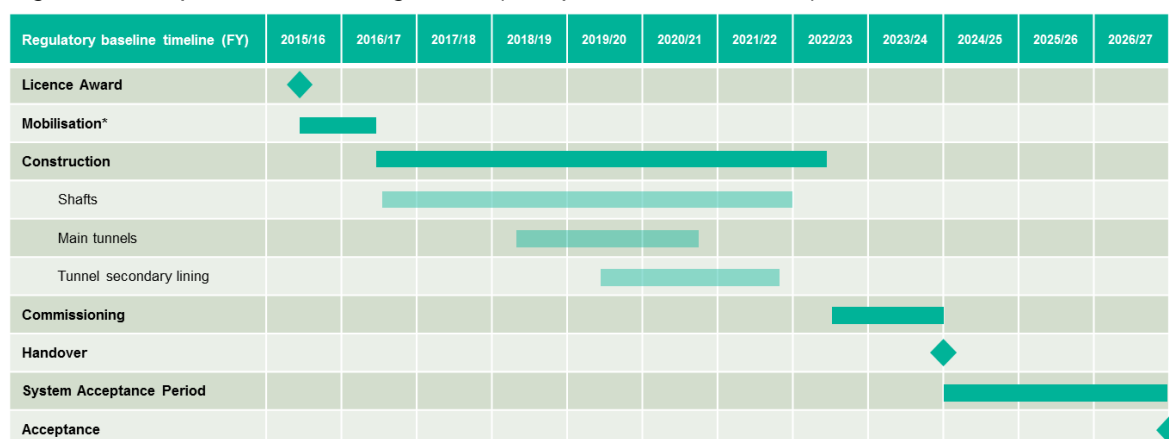 Regulatory baseline timeline (FY) 2015/16 2016/17 2017/18 2018/19 2019/20 2020/21 2021/22 2022/23 2023/24 2024/25 2025/26 2026/27
Licence Award
Mobilisation*
Construction
Shafts
Main tunnels
Tunnel secondary lining
Commissioning
Handover
System Acceptance Period
Acceptance